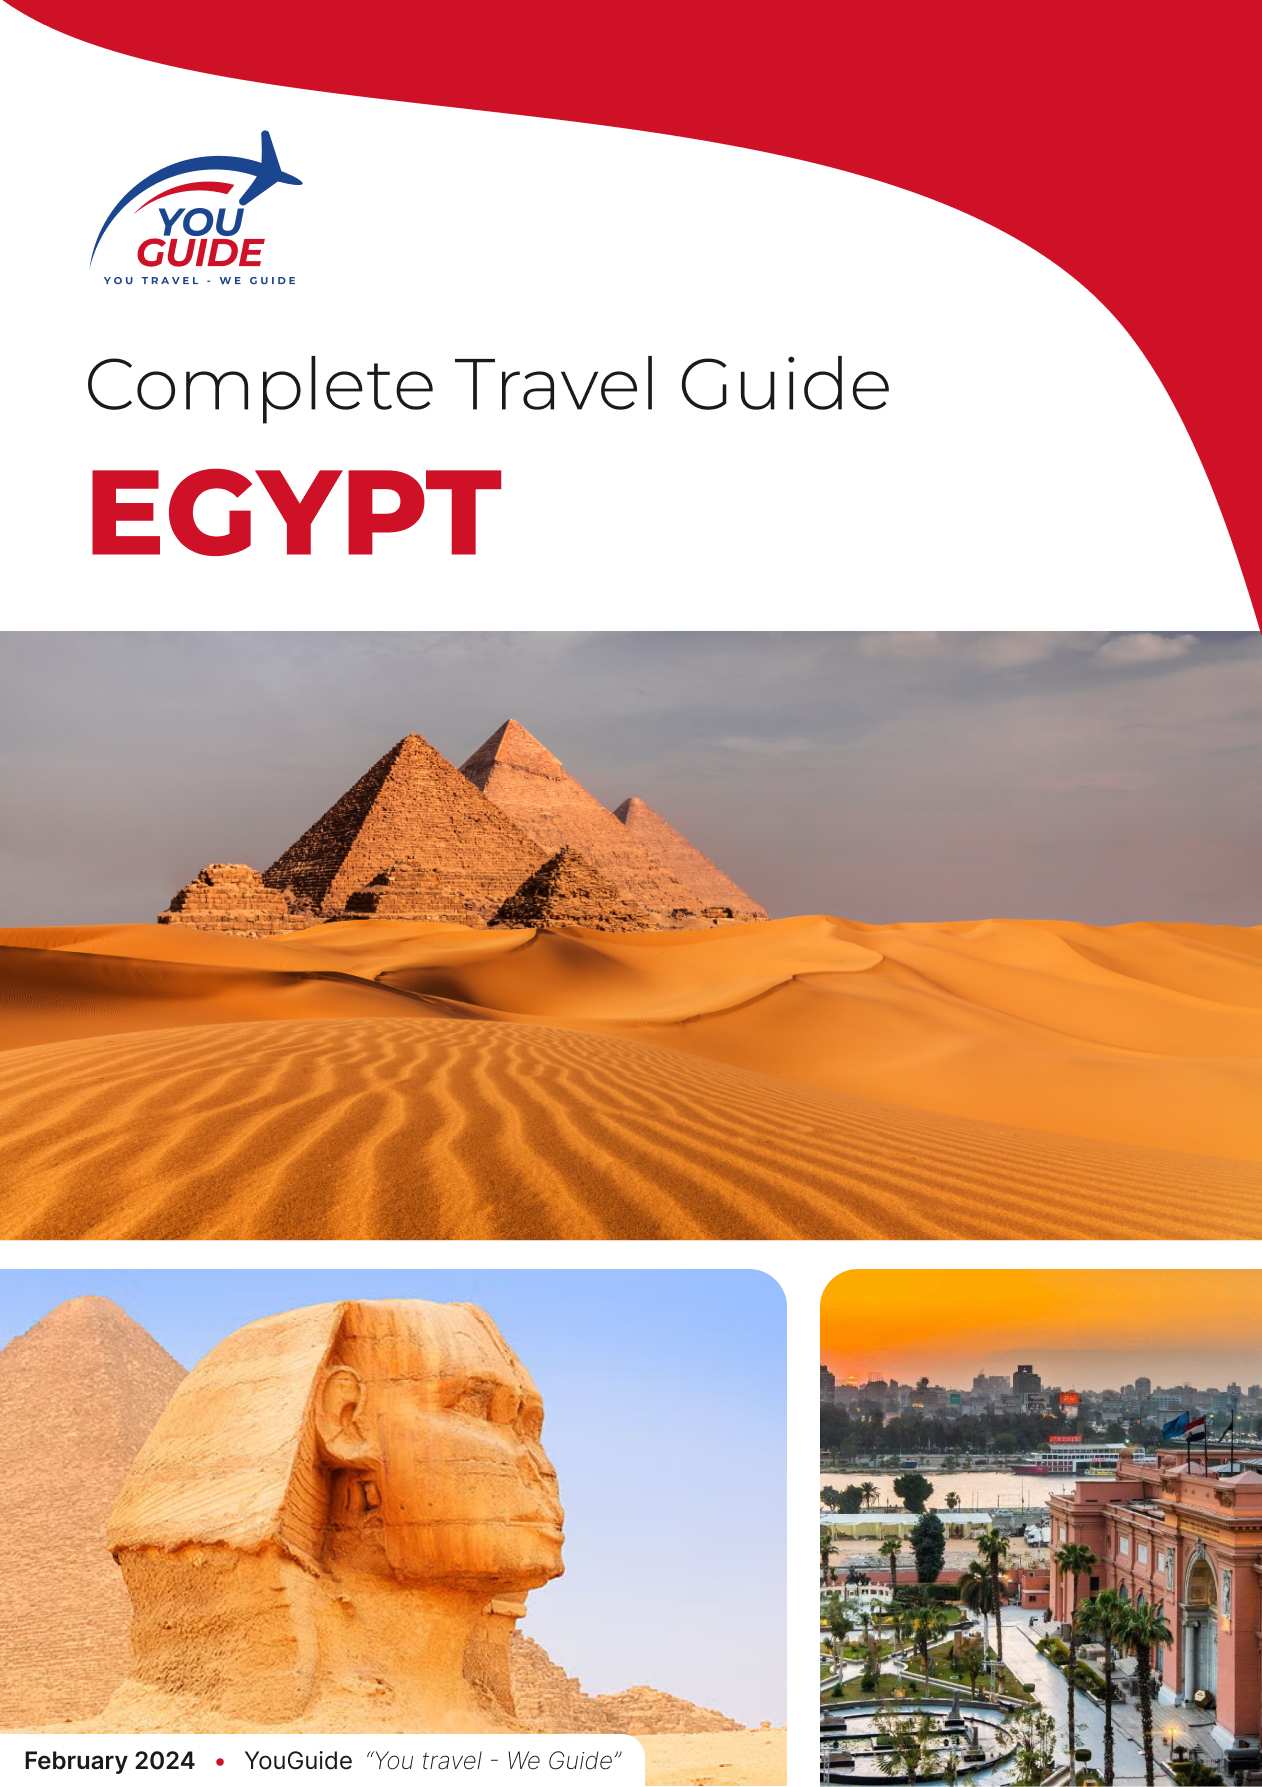 YOU
GUIDE
YOU TRAVEL - WE GUIDE
Complete Travel Guide
EGYPT
February 2024 • YouGuide “You travel - We Guide”